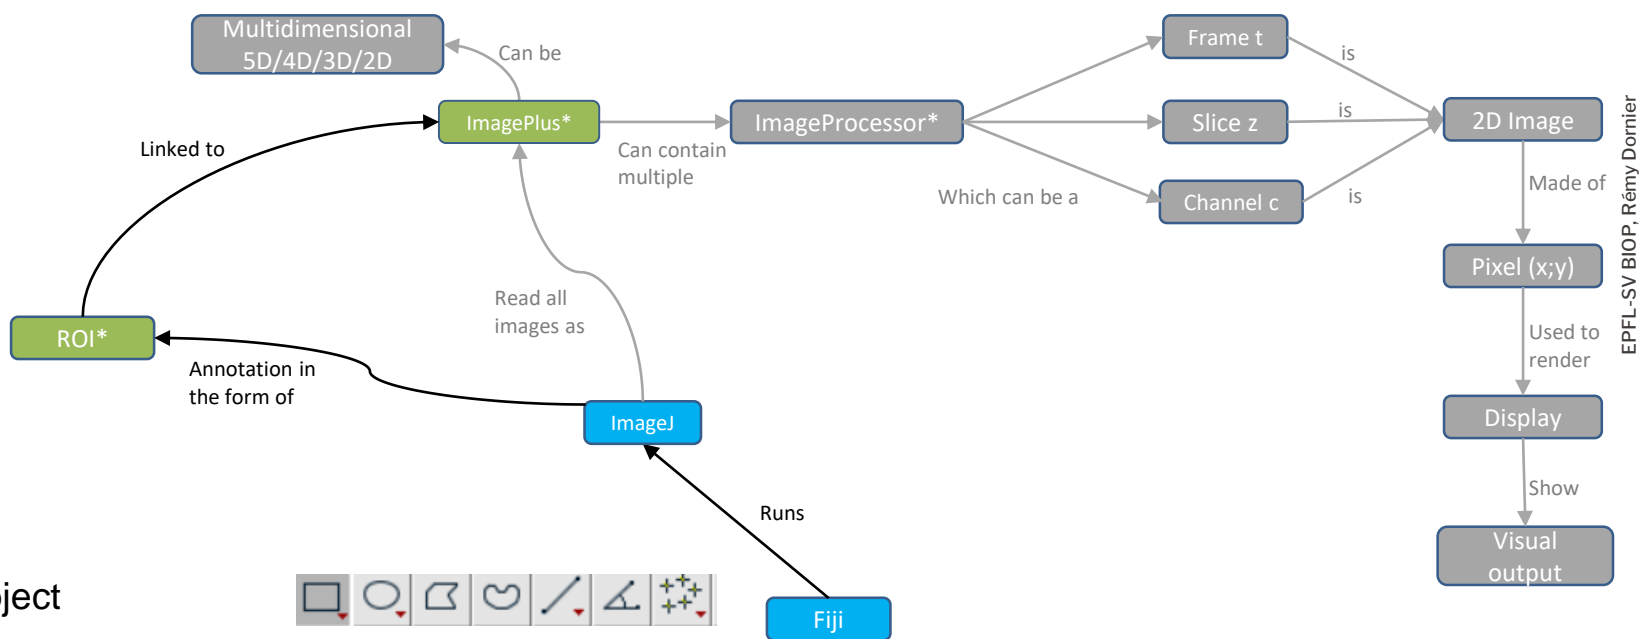 Multidimensional
5D/4D/3D/2D
Can be
Frame t
is
ImagePlus*
ImageProcessor*
Slice z
is
2D Image
Linked to
Can contain
multiple
Which can be a
Channel c
is
Made of
EPFL-SV BIOP, Rémy Dornier
Pixel (x;y)
Read all
images as
ROI*
Used to
render
Annotation in
the form of
ImageJ
Display
Show
Runs
Visual
output
Fiji